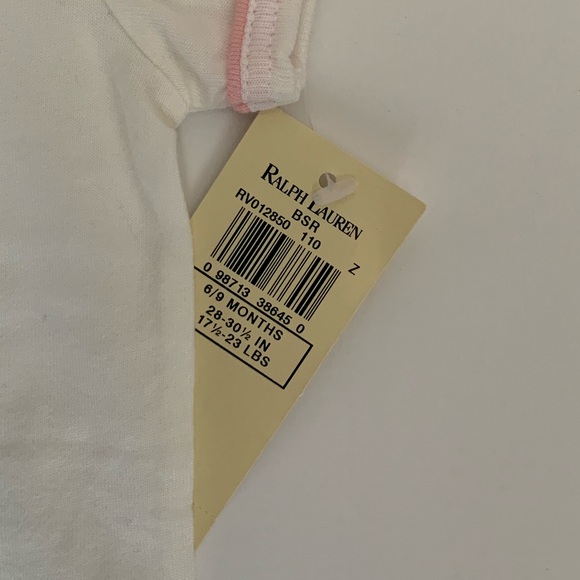 RALPH LAUREN
BSR
RV012850 110
Z
0 98713 38645 0
6/9 MONTHS
28-30½ IN
17½-23 LBS